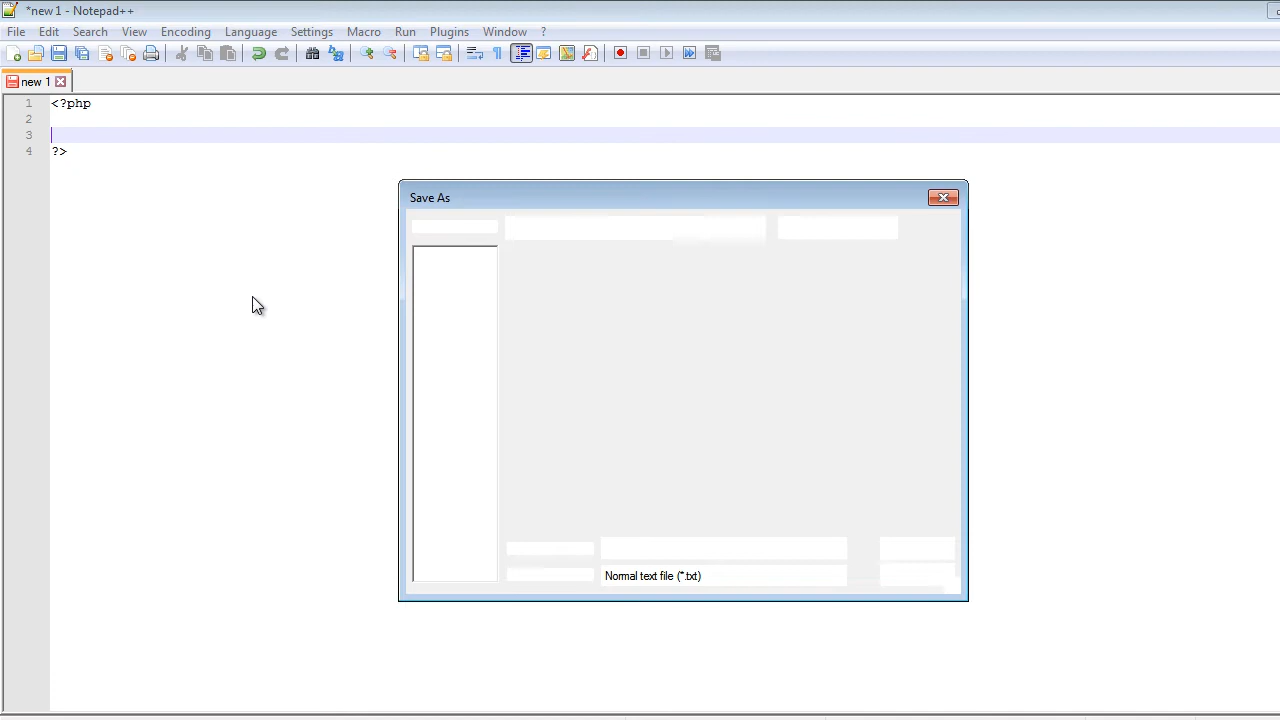 *new 1 - Notepad++
File Edit Search View Encoding Language Settings Macro Run Plugins Window ?
new 1
1 <?php
2
3
4 ?>
Save As
Normal text file (*.txt)